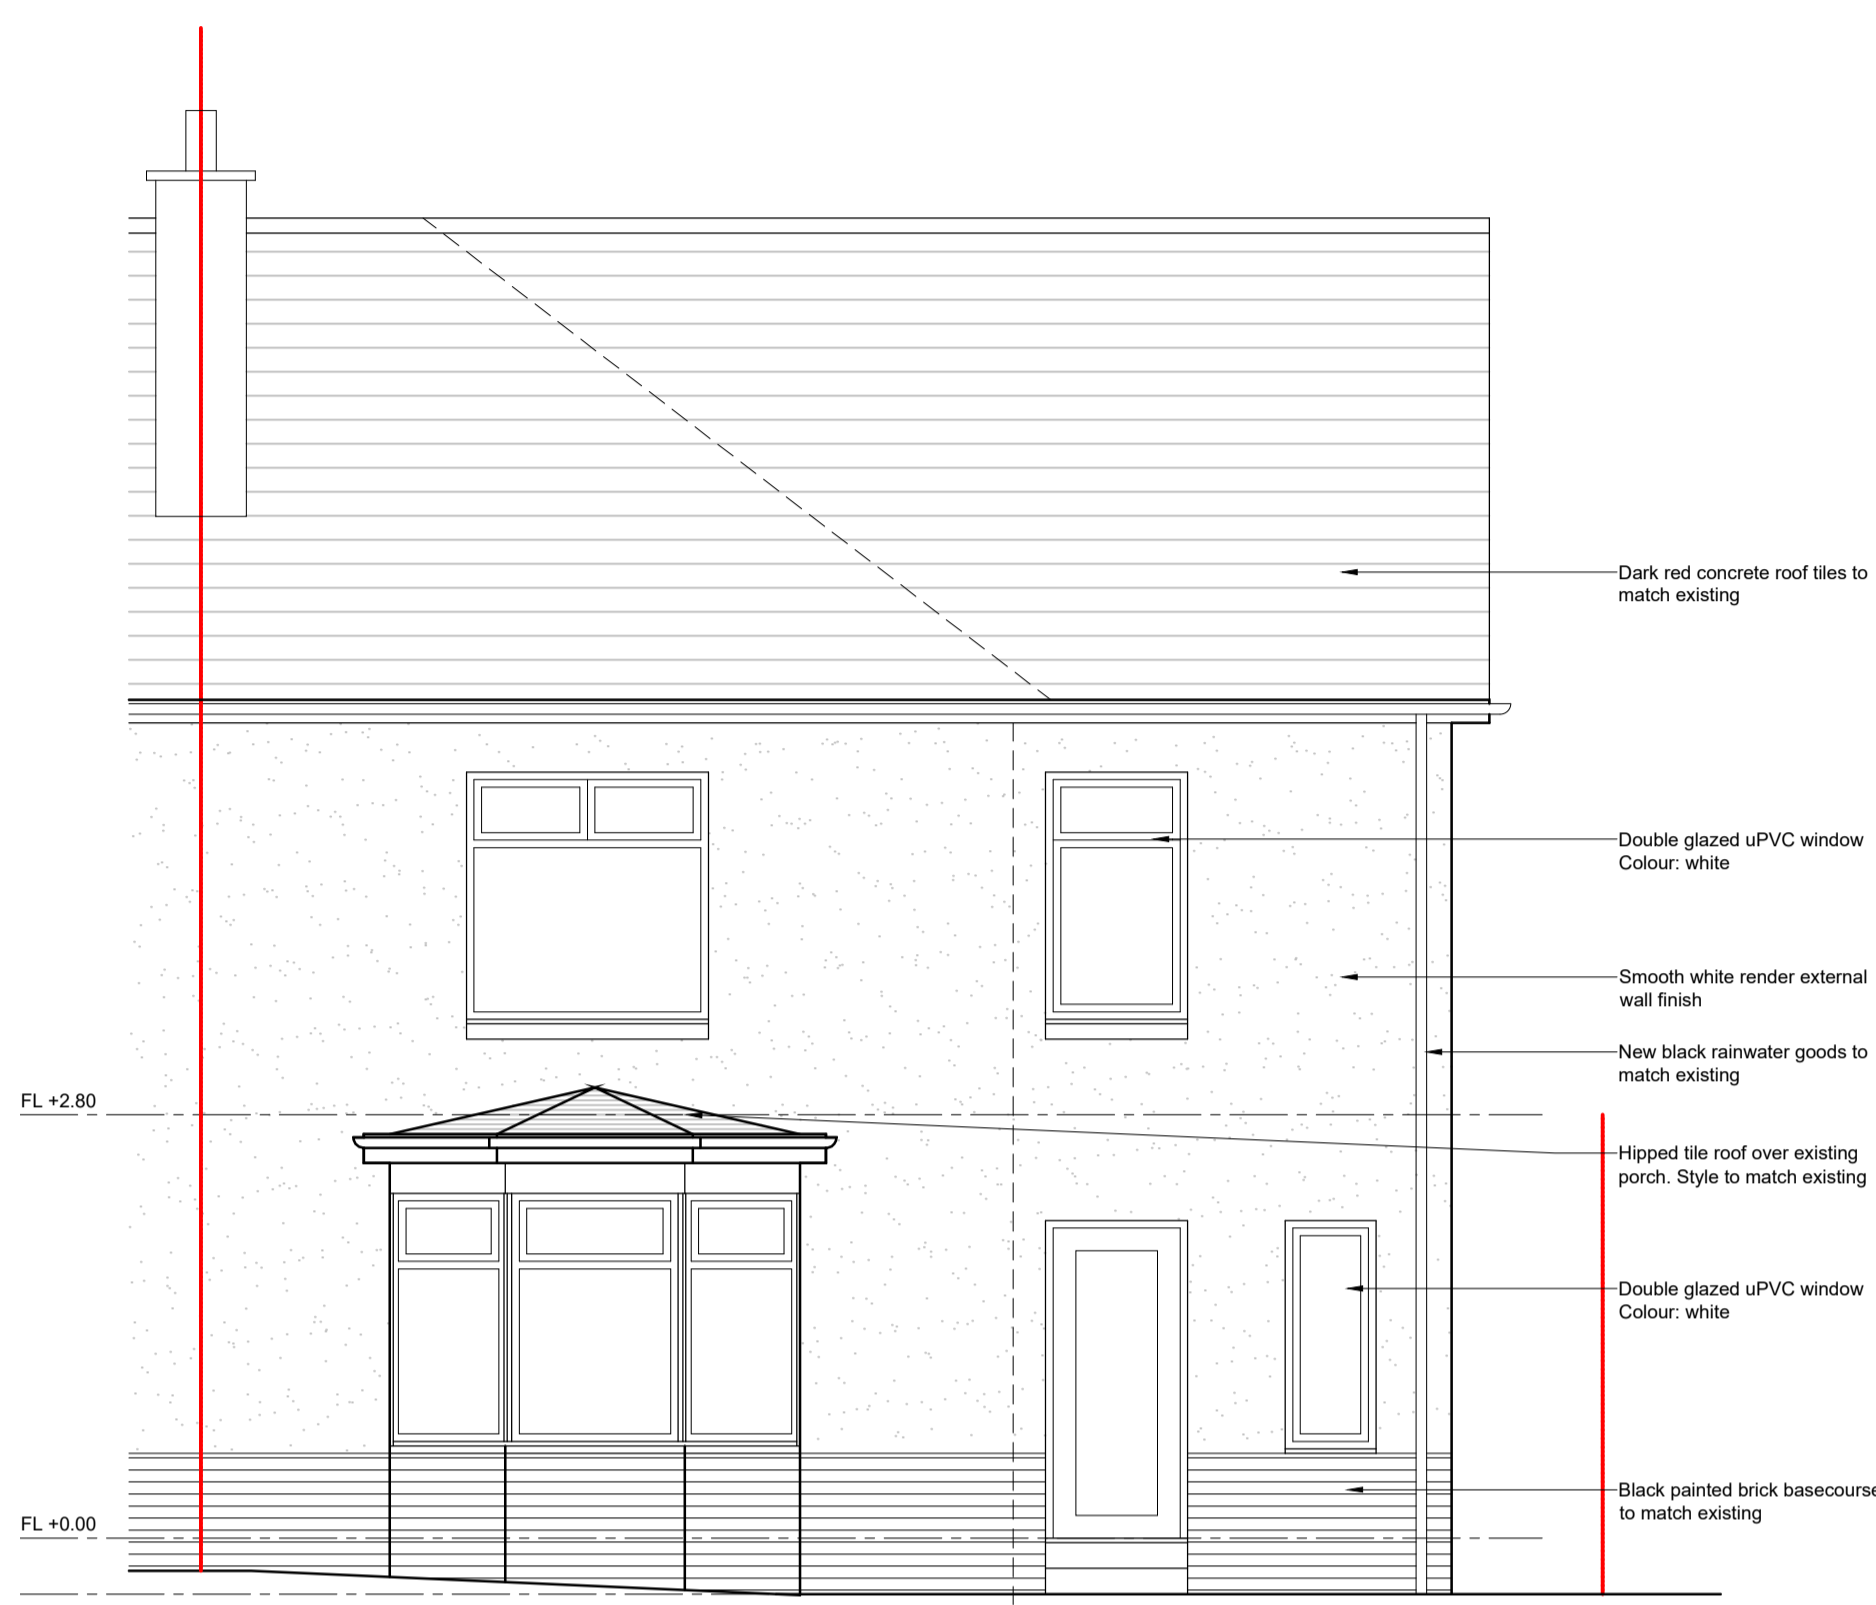 Dark red concrete roof tiles to
match existing
Double glazed uPVC window
Colour: white
Smooth white render external
wall finish
New black rainwater goods to
match existing
FL +2.80
Hipped tile roof over existing
porch. Style to match existing
Double glazed uPVC window
Colour: white
Black painted brick basecourse
to match existing
FL +0.00